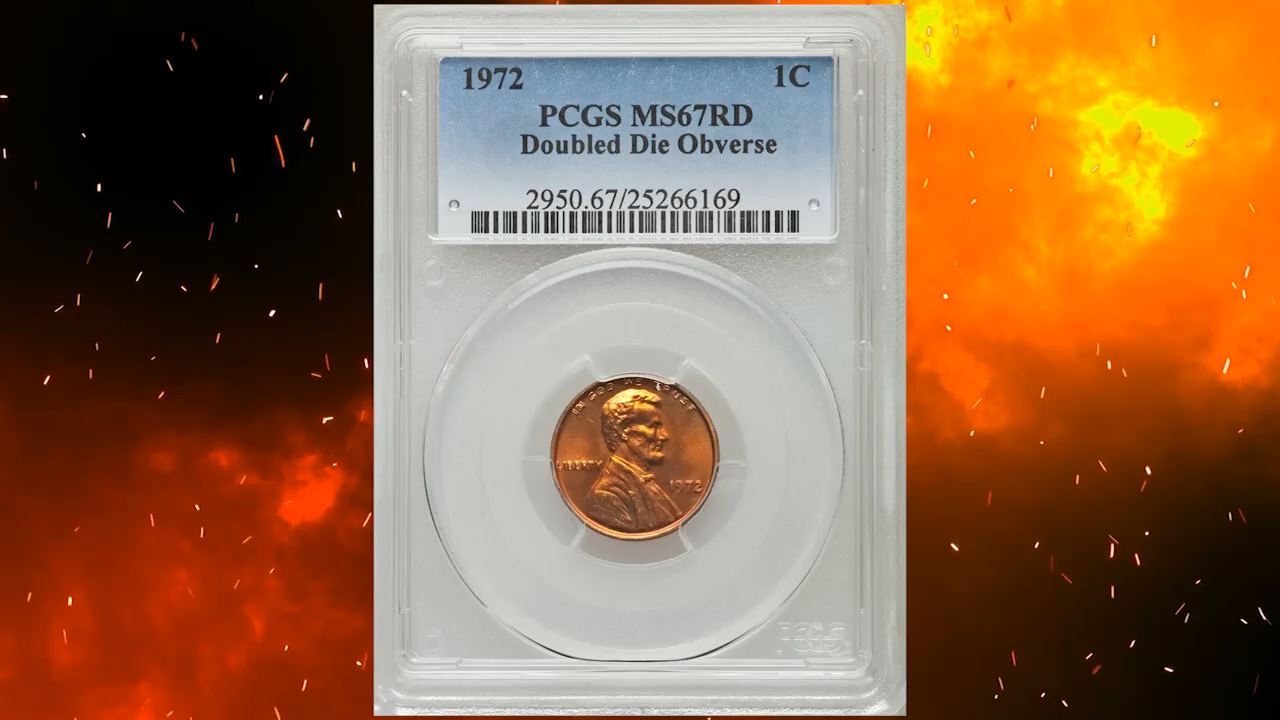 1972 1C
PCGS MS67RD
Doubled Die Obverse
2950.67/25266169
IN GOD WE TRUST
LIBERTY
1972
PCGS